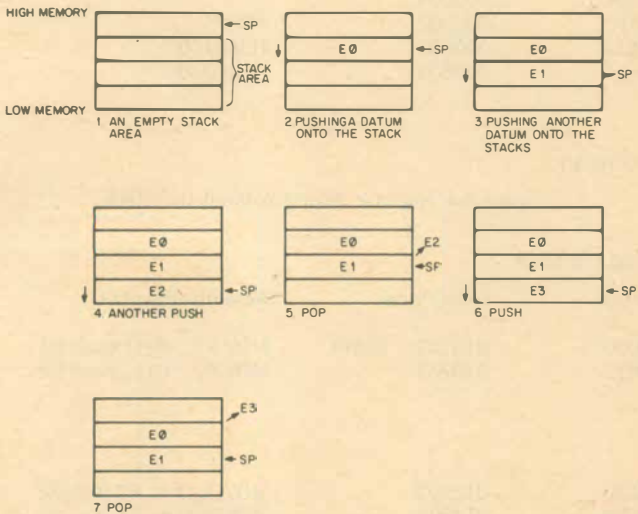 HIGH MEMORY
SP
STACK
AREA
LOW MEMORY
1 AN EMPTY STACK
AREA
E0
SP
2 PUSHINGA DATUM
ONTO THE STACK
E0
E1
SP
3 PUSHING ANOTHER
DATUM ONTO THE
STACKS
E0
E1
E2
SP
4 ANOTHER PUSH
E0
E2
E1
SP
5 POP
E0
E1
E3
SP
6 PUSH
E3
E0
E1
SP
7 POP